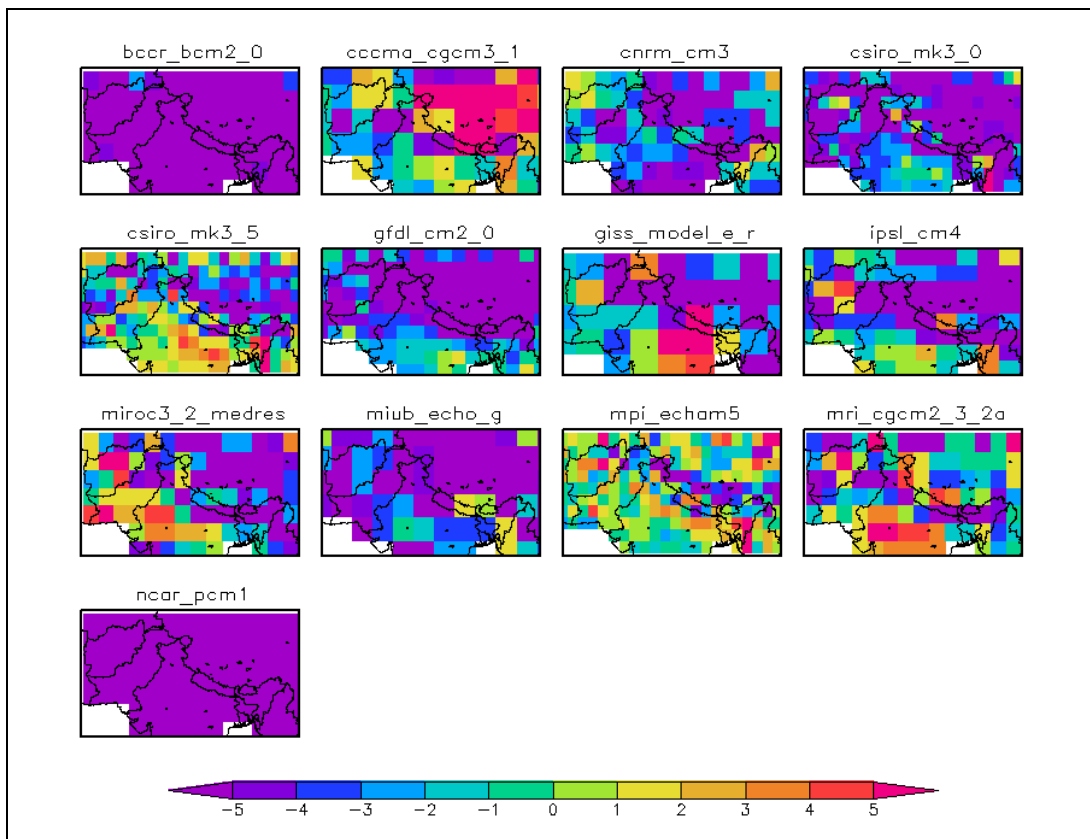 bccr_bcm2_0 cccma_cgcm3_1 cnrm_cm3 csiro_mk3_0
csiro_mk3_5 gfdl_cm2_0 giss_model_e_r ipsl_cm4
miroc3_2_medres miub_echo_g mpi_echam5 mri_cgcm2_3_2a
ncar_pcm1
−5 −4 −3 −2 −1 0 1 2 3 4 5